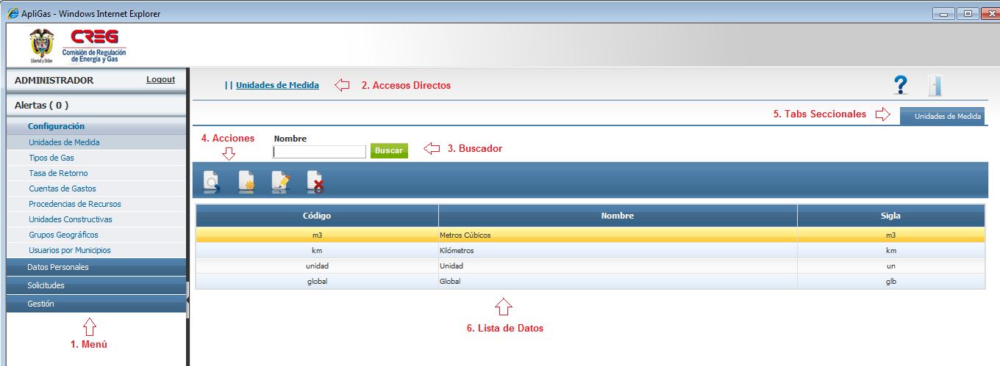 ApliGas - Windows Internet Explorer
Libertad y Orden
CREG
Comisión de Regulación
de Energía y Gas
ADMINISTRADOR Logout
Alertas ( 0 )
Configuración
Unidades de Medida
Tipos de Gas
Tasa de Retorno
Cuentas de Gastos
Procedencias de Recursos
Unidades Constructivas
Grupos Geográficos
Usuarios por Municipios
Datos Personales
Solicitudes
Gestión
1. Menú
|| Unidades de Medida
2. Accesos Directos
?
5. Tabs Seccionales
Unidades de Medida
4. Acciones
Nombre
Buscar
3. Buscador
Código Nombre Sigla
m3 Metros Cúbicos m3
km Kilómetros km
unidad Unidad un
global Global glb
6. Lista de Datos